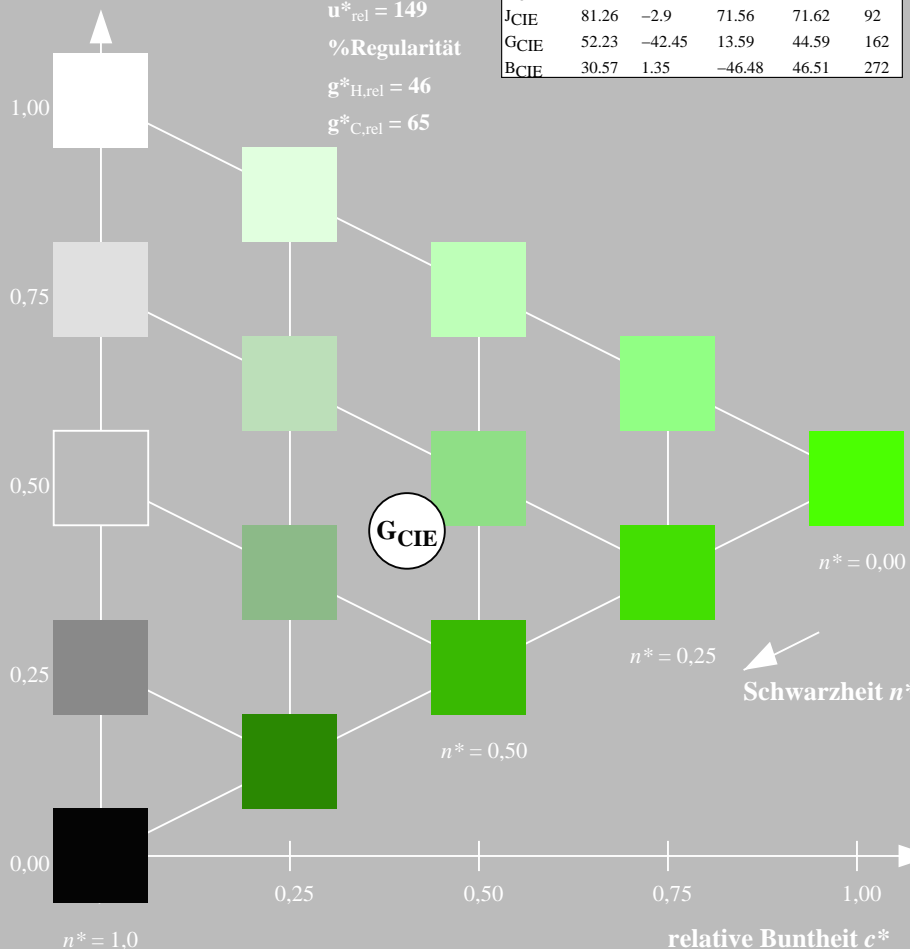 u*rel = 149
%Regularität
g*H,rel = 46
g*C,rel = 65
JCIE 81.26 −2.9 71.56 71.62 92
GCIE 52.23 −42.45 13.59 44.59 162
BCIE 30.57 1.35 −46.48 46.51 272
1,00
0,75
0,50
GCIE
n* = 0,00
n* = 0,25
0,25
Schwarzheit n*
n* = 0,50
0,00
0,25 0,50 0,75 1,00
n* = 1,0
relative Buntheit c*